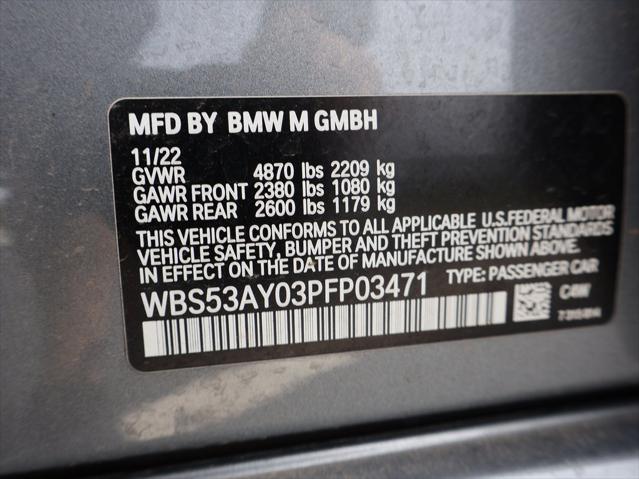 MFD BY BMW M GMBH
11/22
GVWR 4870 lbs 2209 kg
GAWR FRONT 2380 lbs 1080 kg
GAWR REAR 2600 lbs 1179 kg
THIS VEHICLE CONFORMS TO ALL APPLICABLE U.S.FEDERAL MOTOR
VEHICLE SAFETY, BUMPER AND THEFT PREVENTION STANDARDS
IN EFFECT ON THE DATE OF MANUFACTURE SHOWN ABOVE.
WBS53AY03PFP03471 TYPE: PASSENGER CAR
C4W